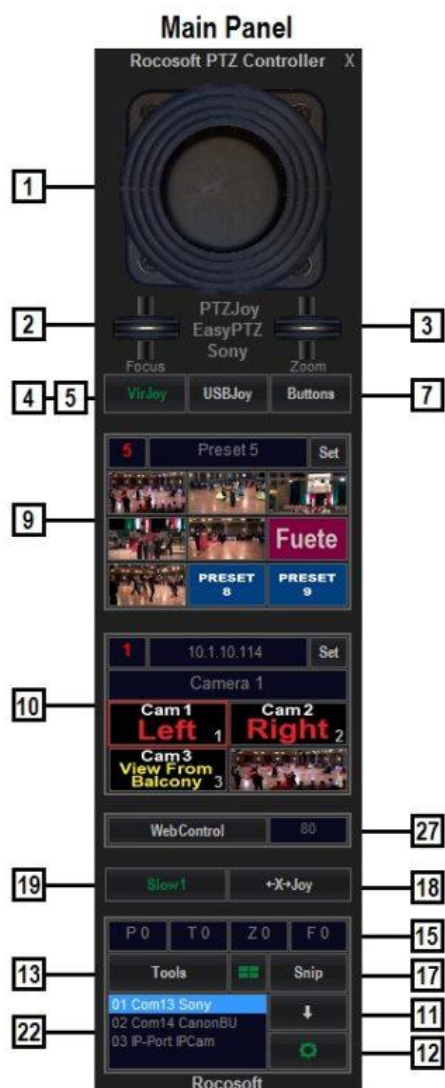 Main Panel
Rocosoft PTZ Controller X
1
2
PTZJoy
EasyPTZ
Sony
3
Focus
Zoom
4 5
VirJoy USBJoy Buttons
7
5 Preset 5 Set
9
Fuete
PRESET
8
PRESET
9
1 10.1.10.114 Set
Camera 1
10
Cam 1
Left 1
Cam 2
Right 2
Cam 3
View From
Balcony 3
4
WebControl 80
27
19
Slow1 ←X→Joy
18
P 0 T 0 Z 0 F 0
15
13
Tools Snip
17
01 Com13 Sony
02 Com14 CanonBU
03 IP-Port IPCam
11
22
12
Rocosoft